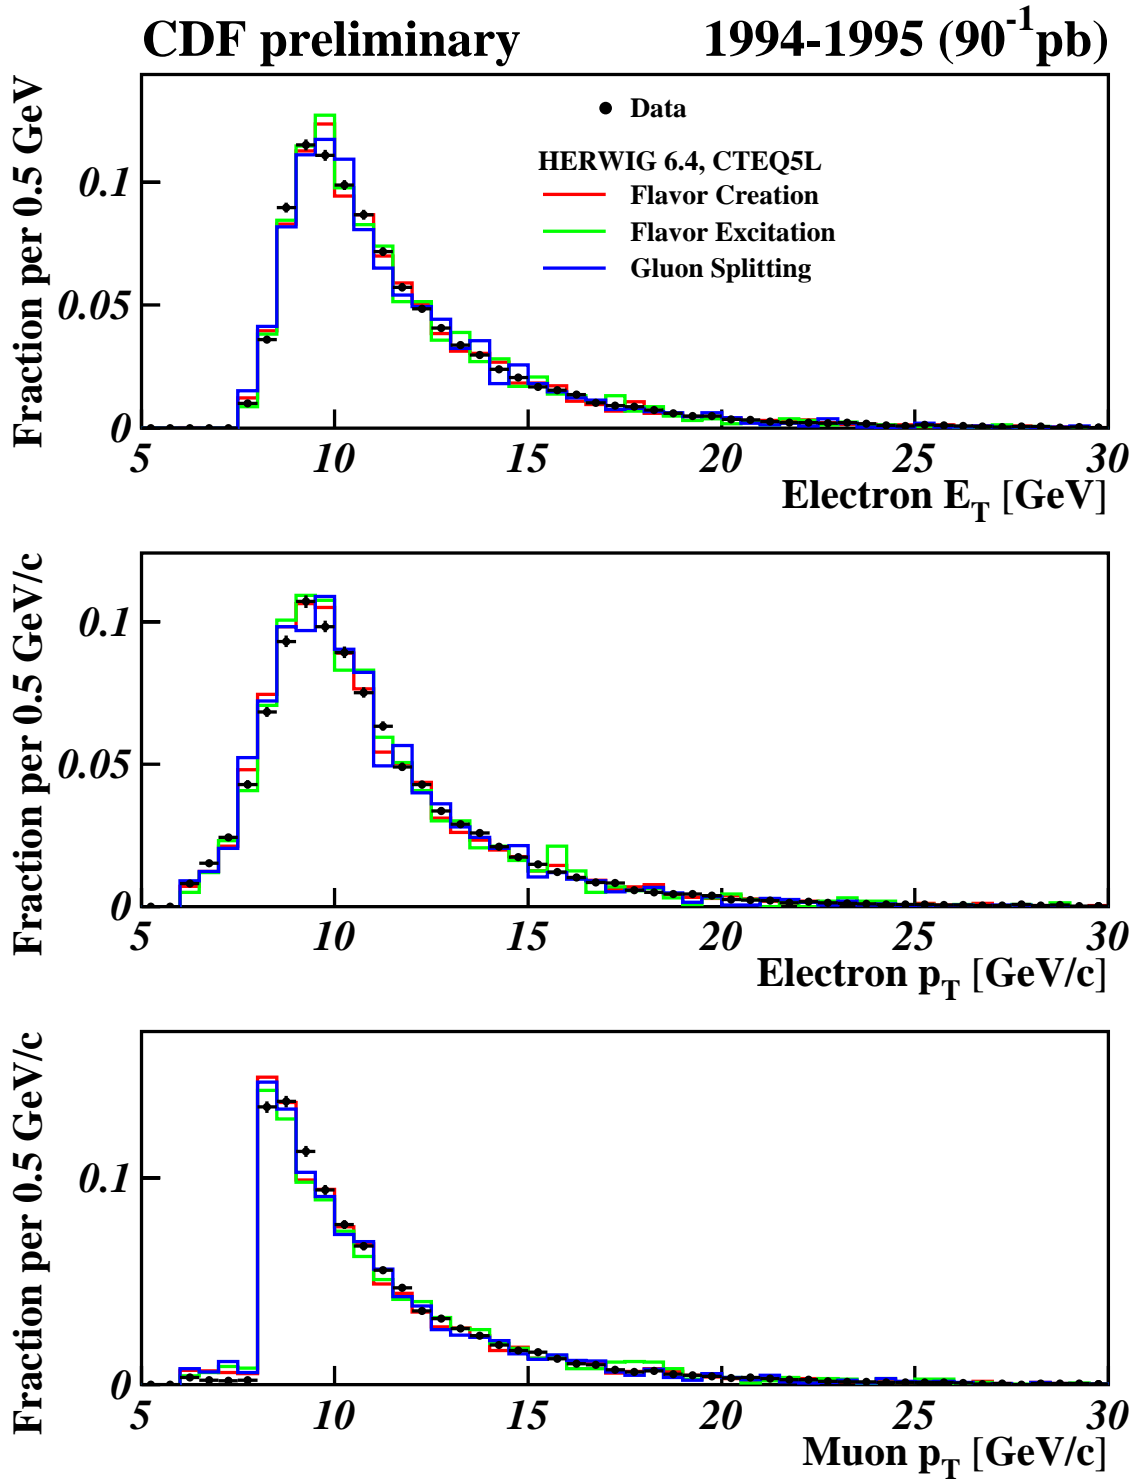 CDF preliminary 1994-1995 (90⁻¹pb)
Fraction per 0.5 GeV
0.1
0.05
0
Data
HERWIG 6.4, CTEQ5L
Flavor Creation
Flavor Excitation
Gluon Splitting
5 10 15 20 25 30
Electron E_T [GeV]
Fraction per 0.5 GeV/c
0.1
0.05
0
5 10 15 20 25 30
Electron p_T [GeV/c]
Fraction per 0.5 GeV/c
0.1
0
5 10 15 20 25 30
Muon p_T [GeV/c]